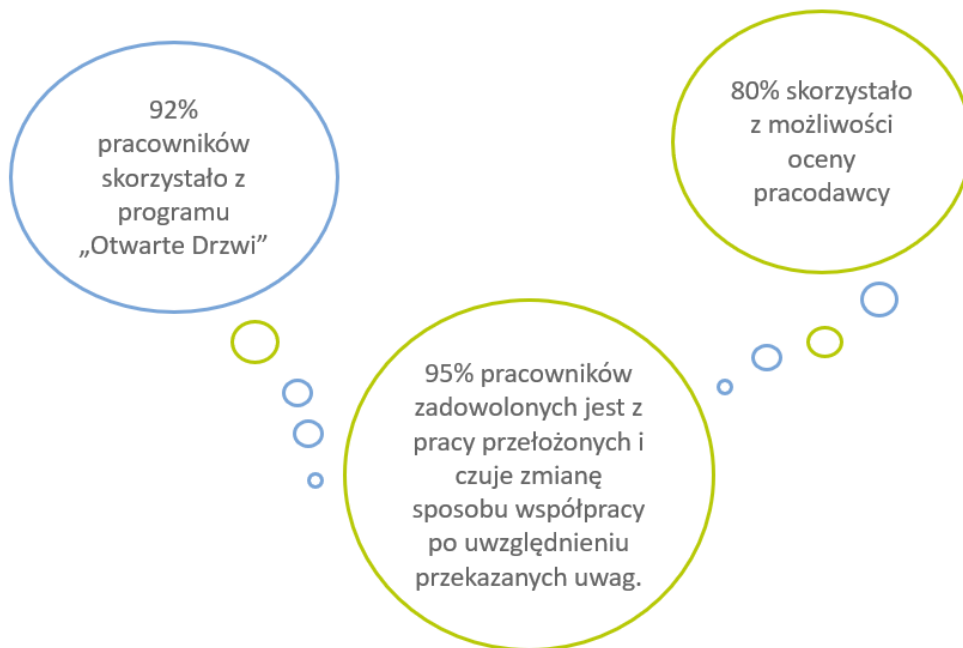 92%
pracowników
skorzystało z
programu
„Otwarte Drzwi”
80% skorzystało
z możliwości
oceny
pracodawcy
95% pracowników
zadowolonych jest z
pracy przełożonych i
czuje zmianę
sposobu współpracy
po uwzględnieniu
przekazanych uwag.